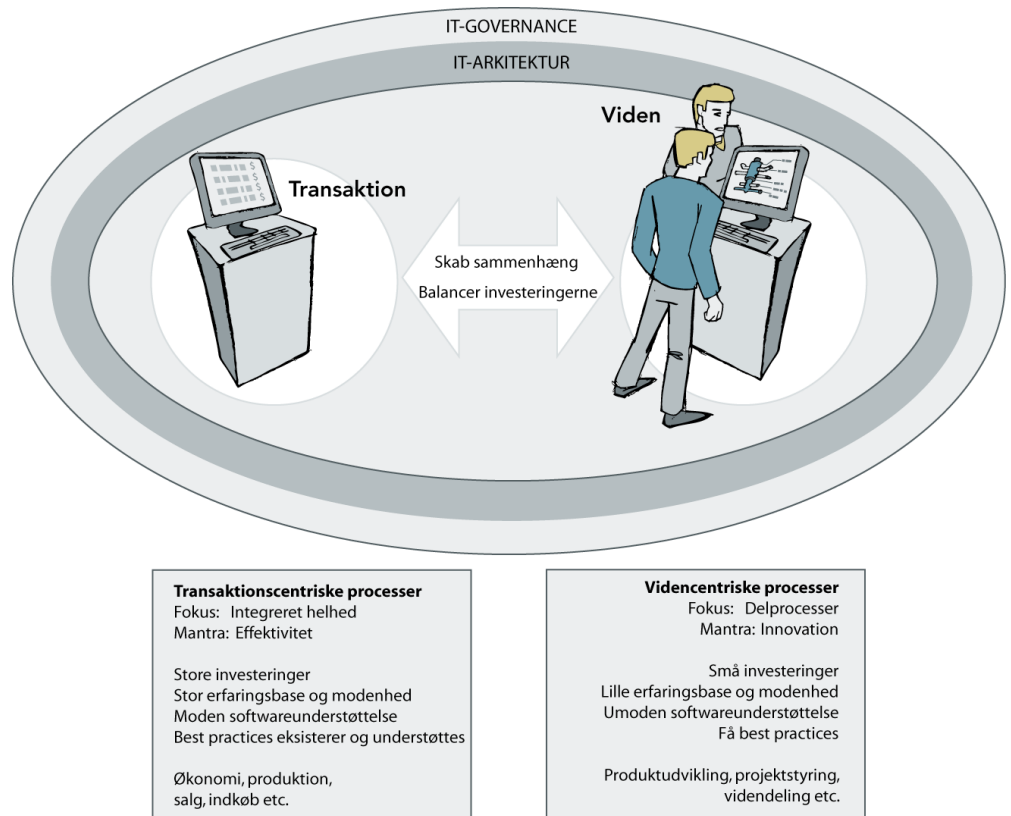 IT-GOVERNANCE
IT-ARKITEKTUR
Viden
Transaktion
$
$
$
$
Skab sammenhæng
Balancer investeringerne
Transaktionscentriske processer
Fokus: Integreret helhed
Mantra: Effektivitet
Store investeringer
Stor erfaringsbase og modenhed
Moden softwareunderstøttelse
Best practices eksisterer og understøttes
Økonomi, produktion,
salg, indkøb etc.
Videncentriske processer
Fokus: Delprocesser
Mantra: Innovation
Små investeringer
Lille erfaringsbase og modenhed
Umoden softwareunderstøttelse
Få best practices
Produktudvikling, projektstyring,
videndeling etc.